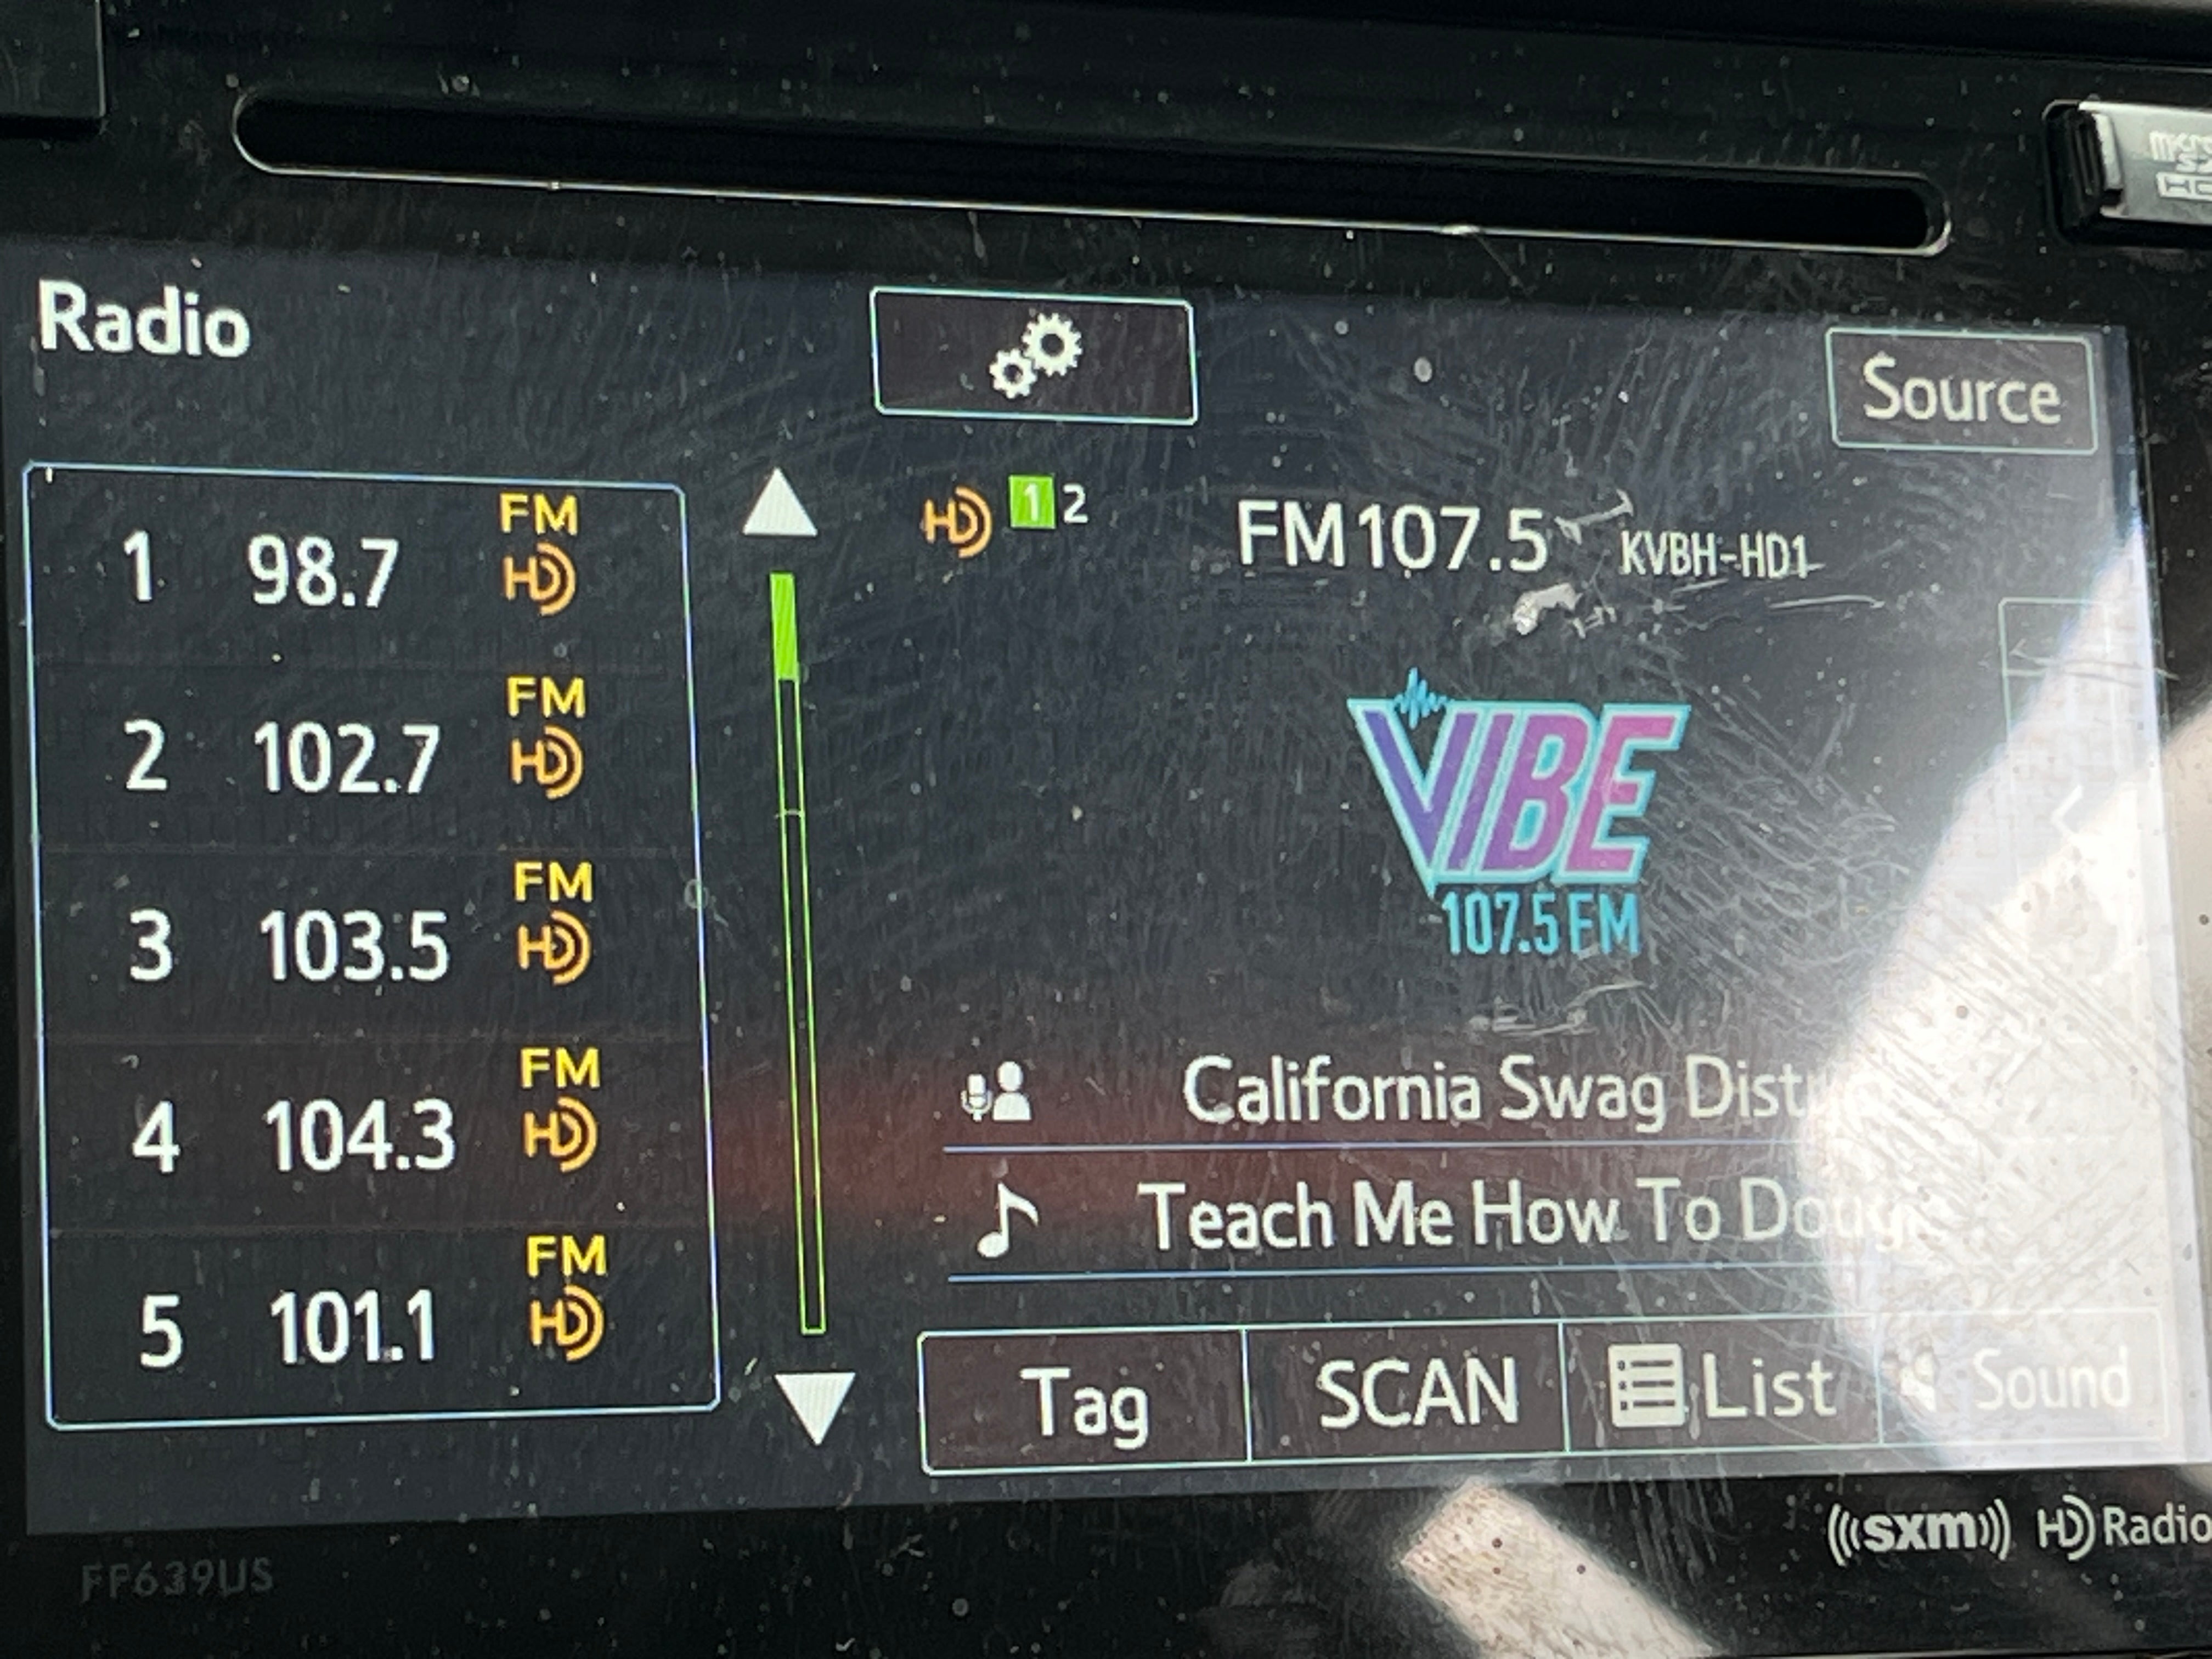 micro
Radio
Source
1 98.7 FM HD
2 102.7 FM HD
3 103.5 FM HD
4 104.3 FM HD
5 101.1 FM HD
HD 1 2
FM 107.5 KVBH-HD1
VIBE
107.5 FM
California Swag
Teach Me How To
Tag SCAN List Sound
((sxm)) HD Radio
FP639US